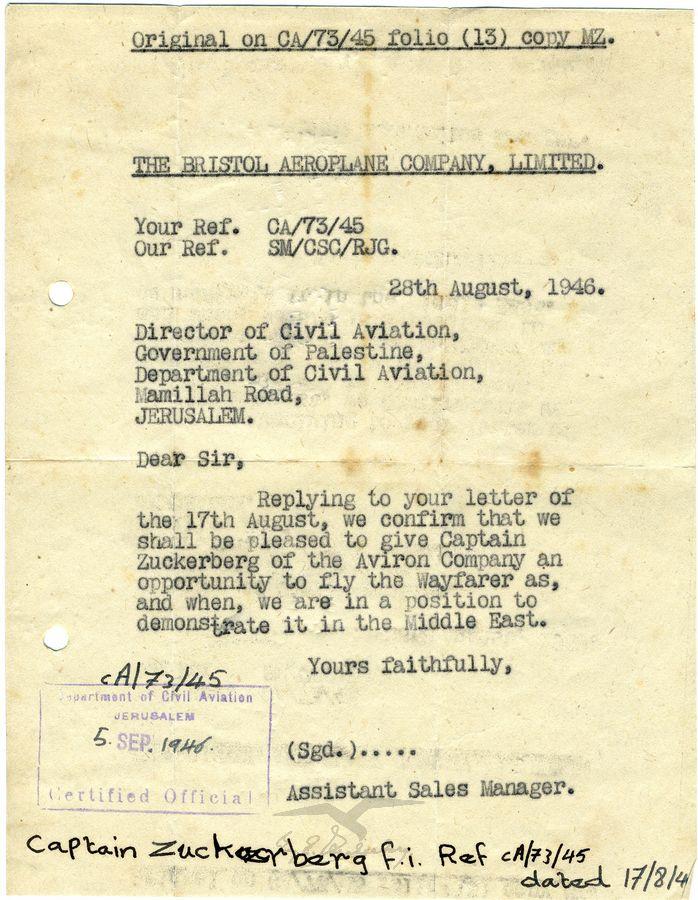 Original on CA/73/45 folio (13) copy MZ.
THE BRISTOL AEROPLANE COMPANY, LIMITED.
Your Ref. CA/73/45
Our Ref. SM/CSC/RJG.
28th August, 1946.
Director of Civil Aviation,
Government of Palestine,
Department of Civil Aviation,
Mamillah Road,
JERUSALEM.
Dear Sir,
Replying to your letter of
the 17th August, we confirm that we
shall be pleased to give Captain
Zuckerberg of the Aviron Company an
opportunity to fly the Wayfarer as,
and when, we are in a position to
demonstrate it in the Middle East.
Yours faithfully,
CA/73/45
Department of Civil Aviation
JERUSALEM
5 SEP. 1946.
Certified Official
(Sgd.).....
Assistant Sales Manager.
Captain Zuckerberg f.i. Ref CA/73/45
dated 17/8/4